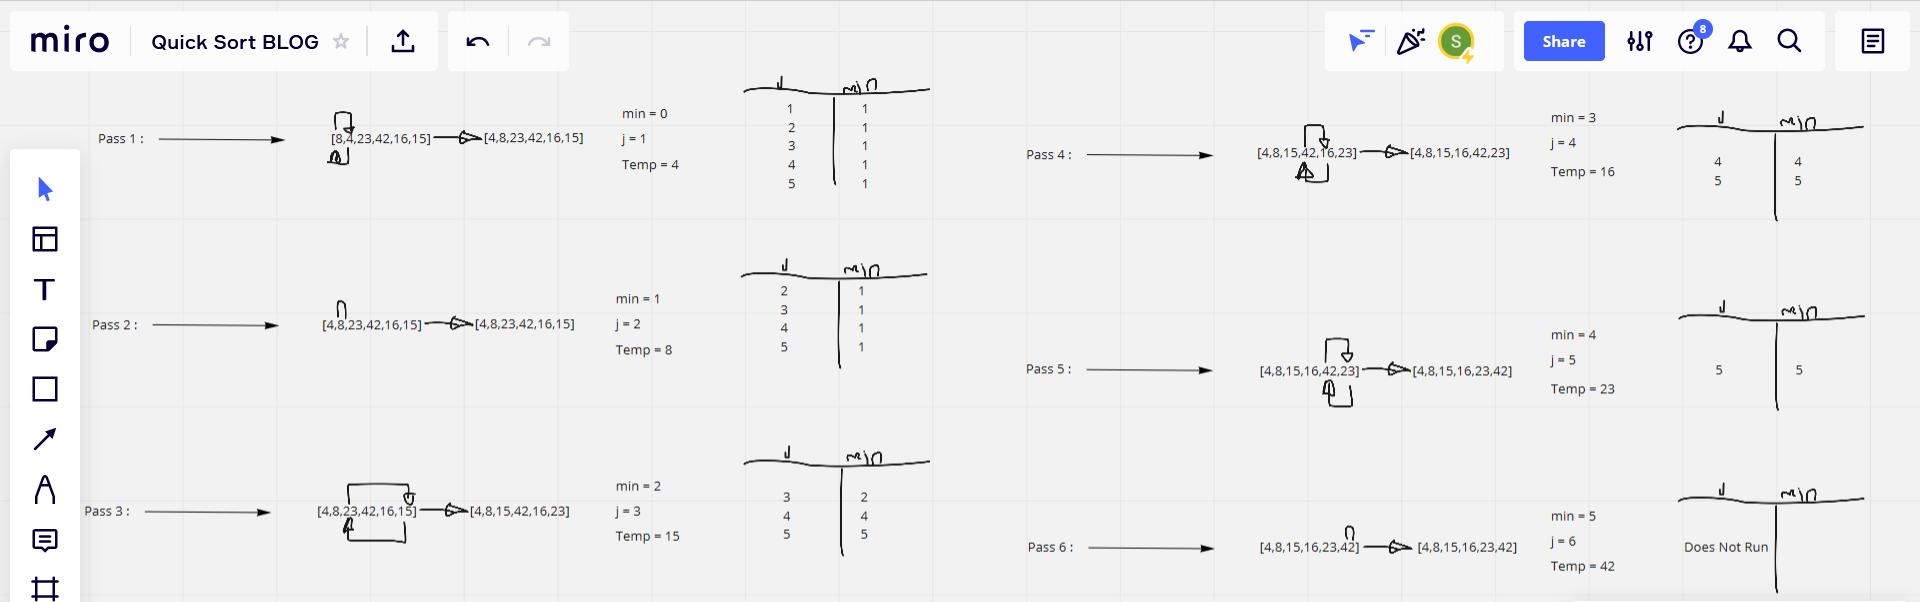 miro
Quick Sort BLOG
S
Share
8
Pass 1 :
[8,4,23,42,16,15]
[4,8,23,42,16,15]
min = 0
j = 1
Temp = 4
J min
1 1
2 1
3 1
4 1
5 1
Pass 2 :
[4,8,23,42,16,15]
[4,8,23,42,16,15]
min = 1
j = 2
Temp = 8
J min
2 1
3 1
4 1
5 1
Pass 3 :
[4,8,23,42,16,15]
[4,8,15,42,16,23]
min = 2
j = 3
Temp = 15
J min
3 2
4 4
5 5
Pass 4 :
[4,8,15,42,16,23]
[4,8,15,16,42,23]
min = 3
j = 4
Temp = 16
J min
4 4
5 5
Pass 5 :
[4,8,15,16,42,23]
[4,8,15,16,23,42]
min = 4
j = 5
Temp = 23
J min
5 5
Pass 6 :
[4,8,15,16,23,42]
[4,8,15,16,23,42]
min = 5
j = 6
Temp = 42
J min
Does Not Run